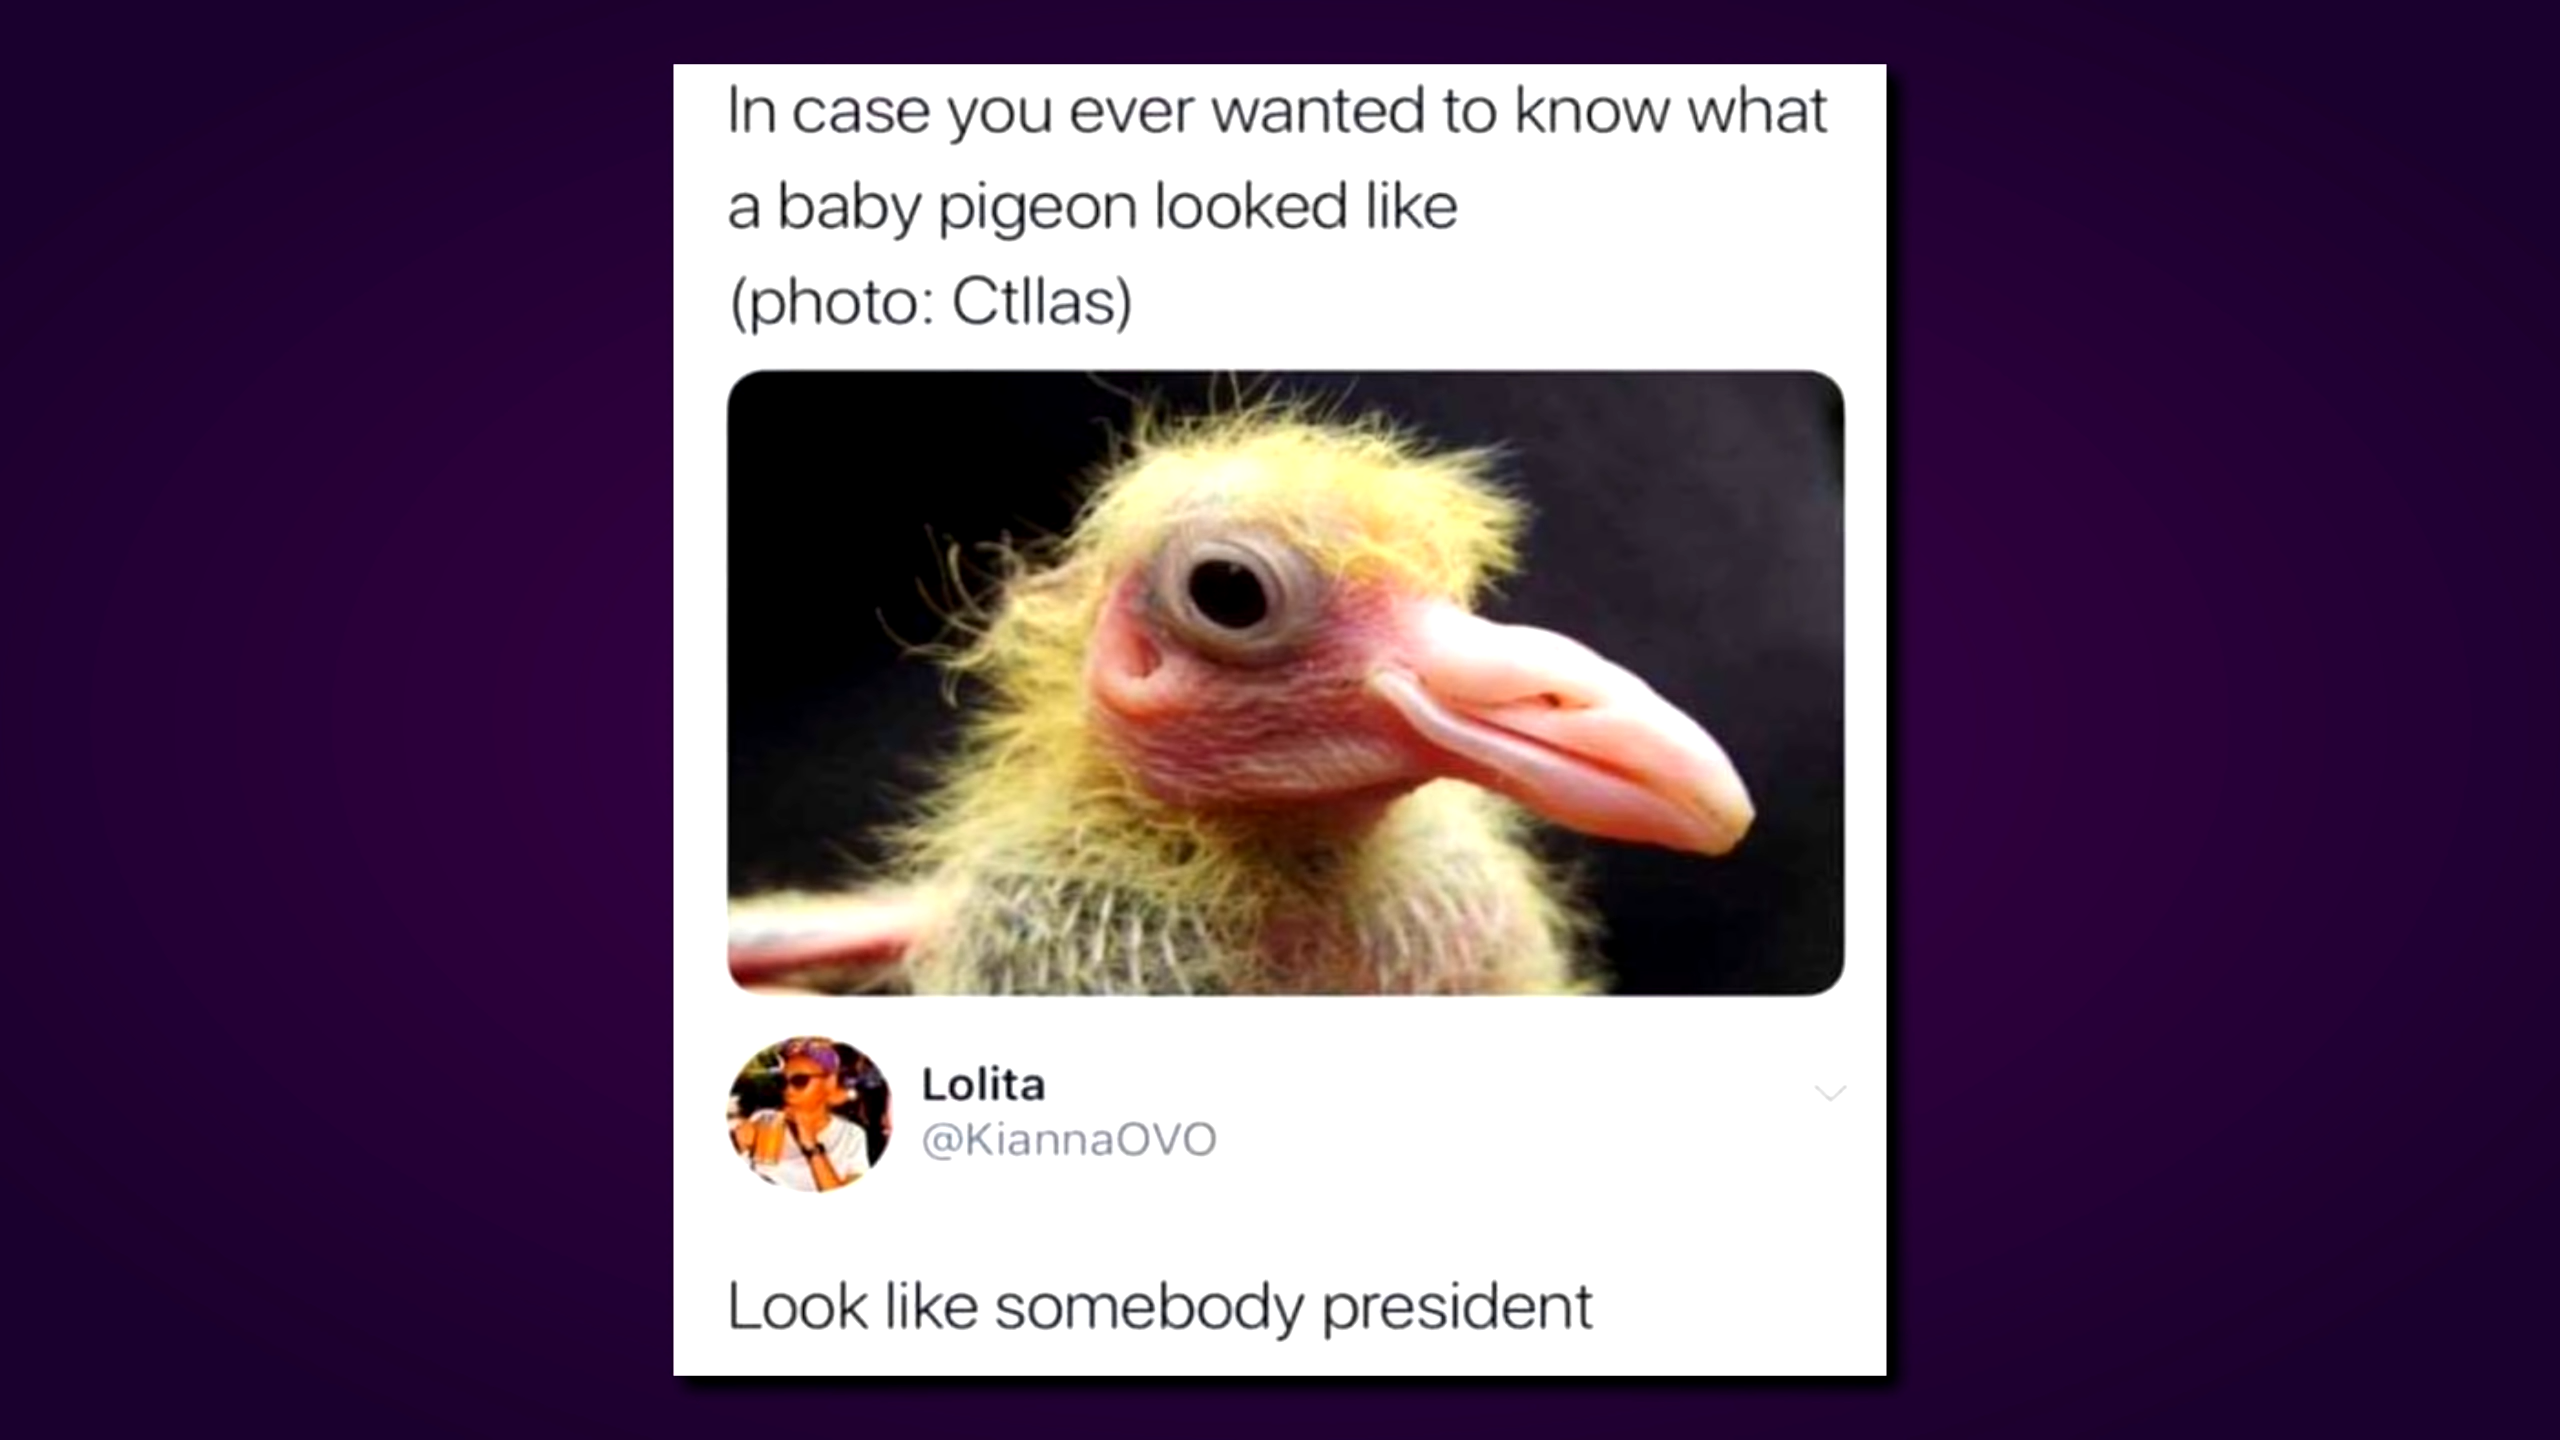 In case you ever wanted to know what
a baby pigeon looked like
(photo: Ctllas)
Lolita
@KiannaOVO
Look like somebody president